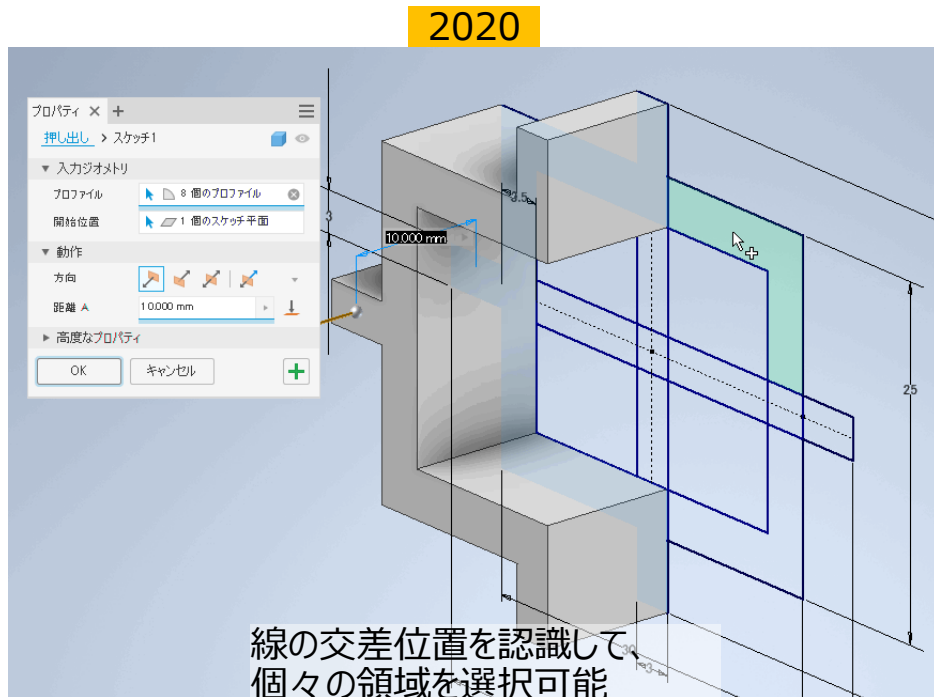 2020
プロパティ × +
押し出し > スケッチ1
▼ 入力ジオメトリ
プロファイル 8 個のプロファイル
開始位置 1 個のスケッチ平面
▼ 動作
方向
距離 A 10.000 mm
▶ 高度なプロパティ
OK キャンセル
3.5
3
10.000 mm
25
30
3
線の交差位置を認識して、
個々の領域を選択可能